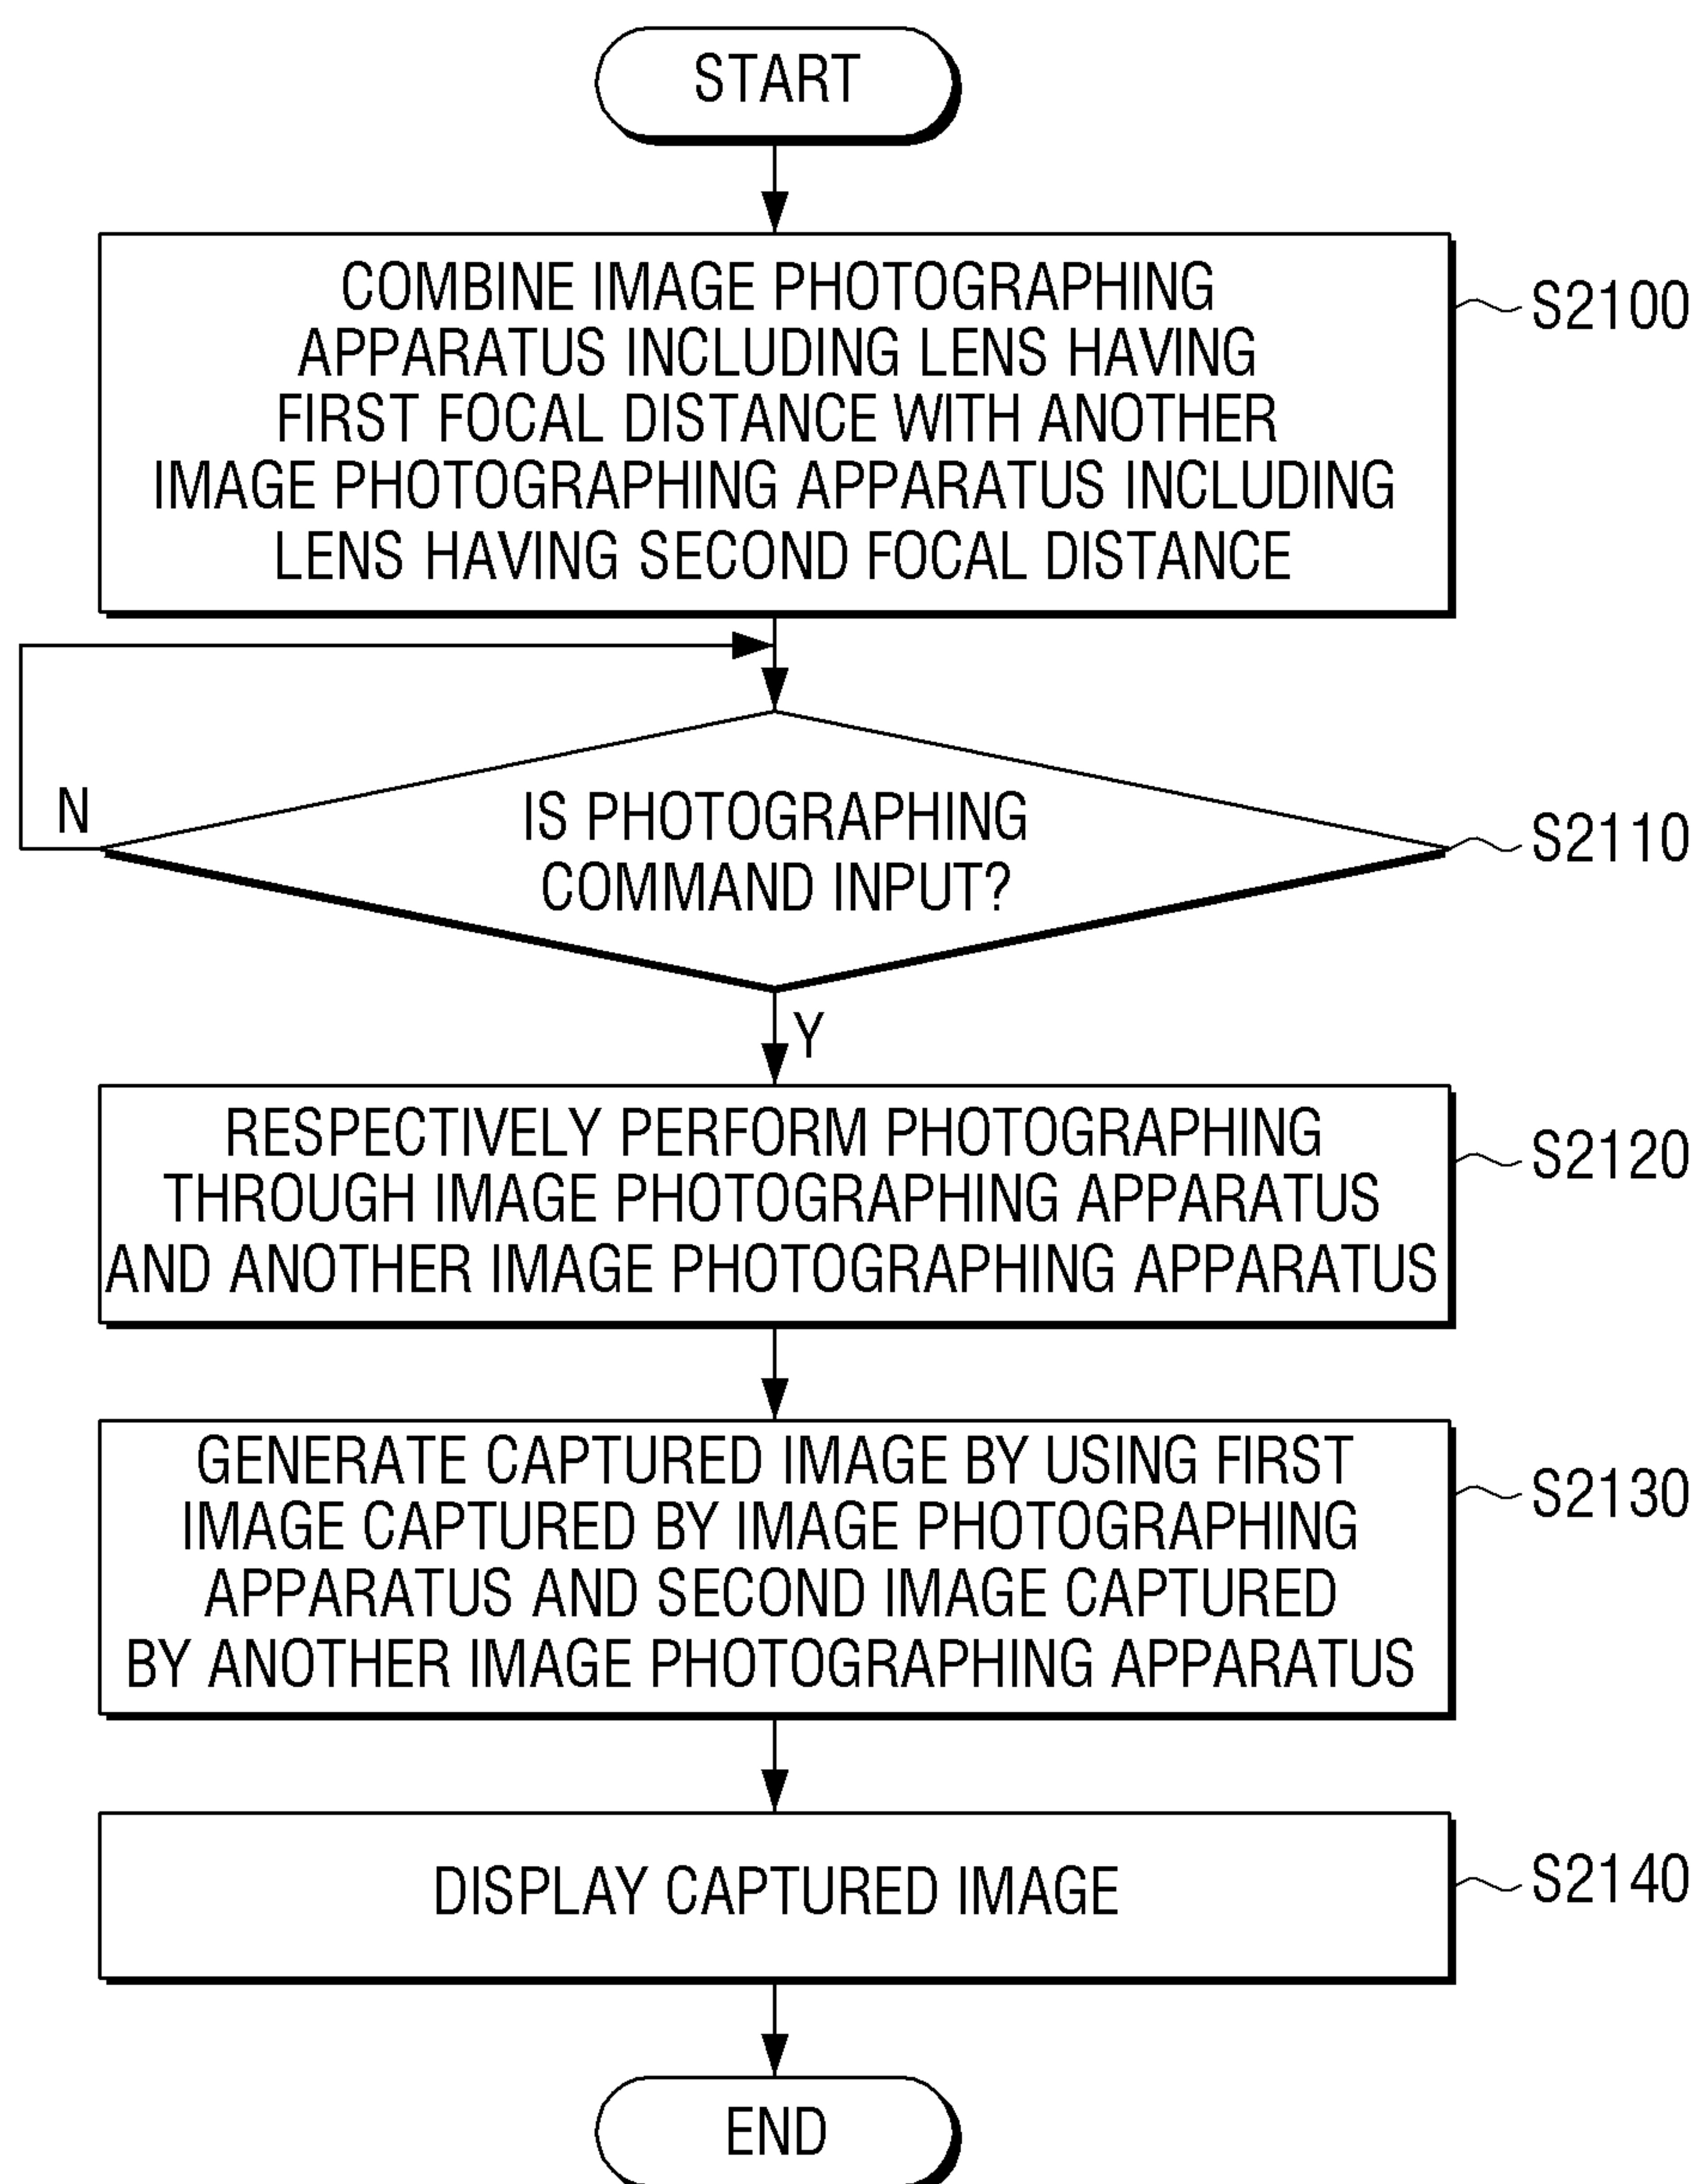 START
COMBINE IMAGE PHOTOGRAPHING
APPARATUS INCLUDING LENS HAVING
FIRST FOCAL DISTANCE WITH ANOTHER
IMAGE PHOTOGRAPHING APPARATUS INCLUDING
LENS HAVING SECOND FOCAL DISTANCE
S2100
N
IS PHOTOGRAPHING
COMMAND INPUT?
S2110
Y
RESPECTIVELY PERFORM PHOTOGRAPHING
THROUGH IMAGE PHOTOGRAPHING APPARATUS
AND ANOTHER IMAGE PHOTOGRAPHING APPARATUS
S2120
GENERATE CAPTURED IMAGE BY USING FIRST
IMAGE CAPTURED BY IMAGE PHOTOGRAPHING
APPARATUS AND SECOND IMAGE CAPTURED
BY ANOTHER IMAGE PHOTOGRAPHING APPARATUS
S2130
DISPLAY CAPTURED IMAGE
S2140
END